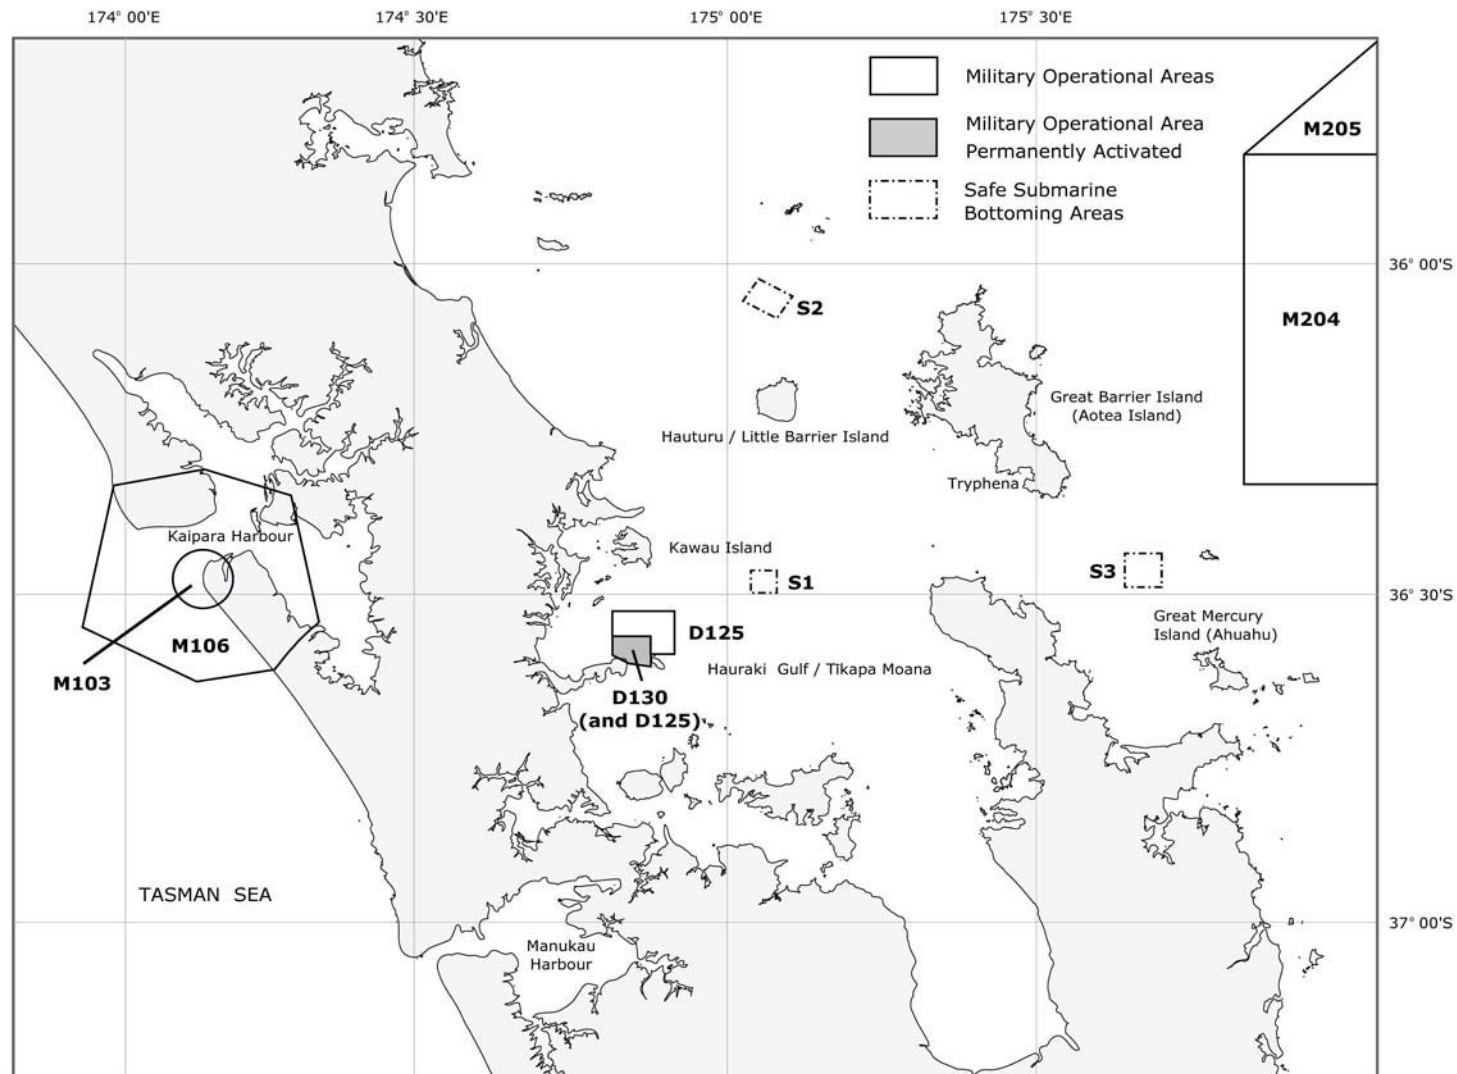 174° 00'E
174° 30'E
175° 00'E
175° 30'E
Military Operational Areas
Military Operational Area
Permanently Activated
Safe Submarine
Bottoming Areas
M205
36° 00'S
M204
S2
Great Barrier Island
(Aotea Island)
Hauturu / Little Barrier Island
Tryphena
Kaipara Harbour
Kawau Island
S1
S3
36° 30'S
Great Mercury
Island (Ahuahu)
M106
D125
Hauraki Gulf / Tīkapa Moana
M103
D130
(and D125)
TASMAN SEA
37° 00'S
Manukau
Harbour